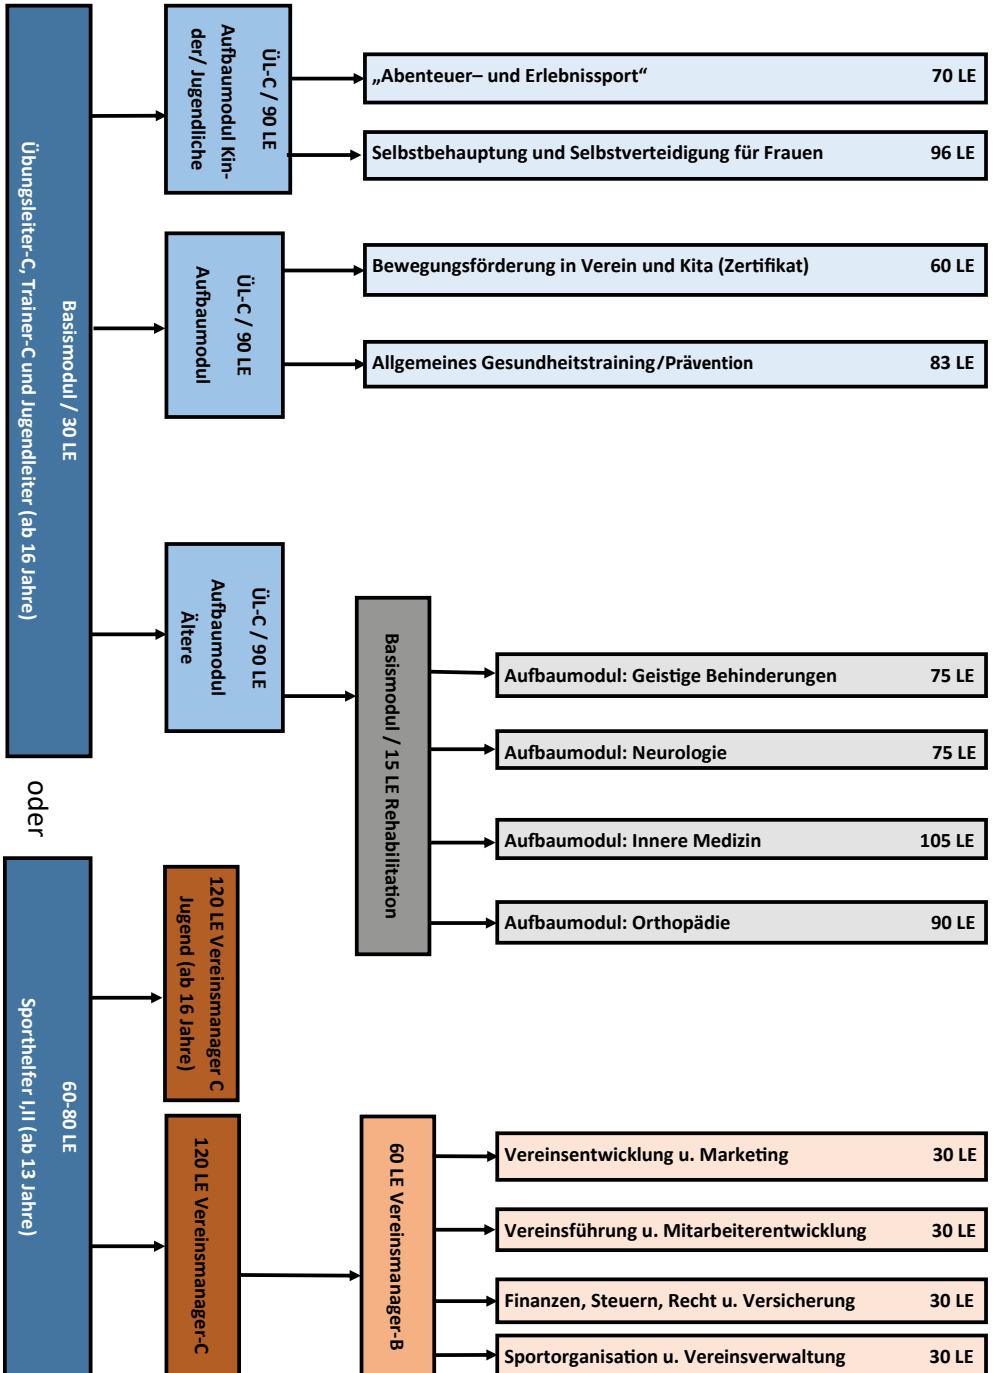 Basismodul / 30 LE
Übungsleiter-C, Trainer-C und Jugendleiter (ab 16 Jahre)
ÜL-C / 90 LE
Aufbaumodul Kin-
der/ Jugendliche
„Abenteuer– und Erlebnissport“ 70 LE
Selbstbehauptung und Selbstverteidigung für Frauen 96 LE
ÜL-C / 90 LE
Aufbaumodul
Bewegungsförderung in Verein und Kita (Zertifikat) 60 LE
Allgemeines Gesundheitstraining/Prävention 83 LE
ÜL-C / 90 LE
Aufbaumodul
Ältere
Basismodul / 15 LE Rehabilitation
Aufbaumodul: Geistige Behinderungen 75 LE
Aufbaumodul: Neurologie 75 LE
Aufbaumodul: Innere Medizin 105 LE
Aufbaumodul: Orthopädie 90 LE
oder
60-80 LE
Sporthelfer I,II (ab 13 Jahre)
120 LE Vereinsmanager C
Jugend (ab 16 Jahre)
120 LE Vereinsmanager-C
60 LE Vereinsmanager-B
Vereinsentwicklung u. Marketing 30 LE
Vereinsführung u. Mitarbeiterentwicklung 30 LE
Finanzen, Steuern, Recht u. Versicherung 30 LE
Sportorganisation u. Vereinsverwaltung 30 LE